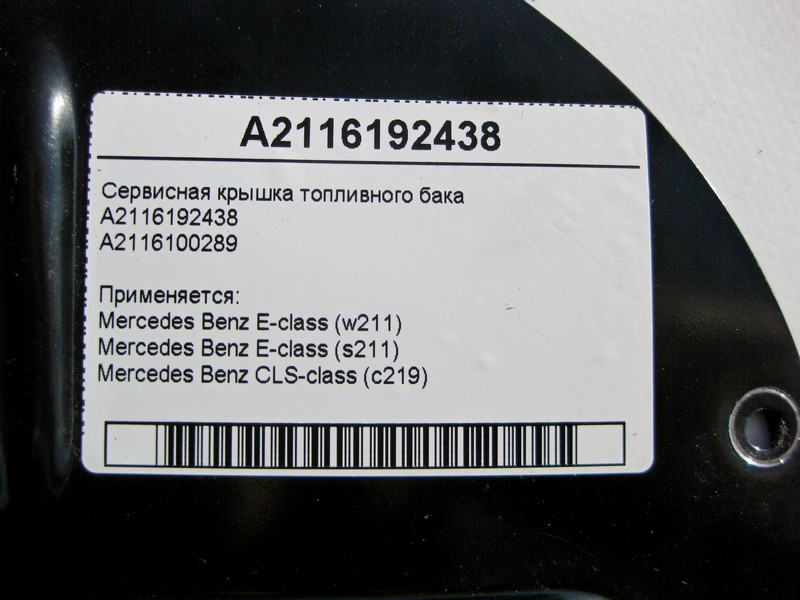 A2116192438
Сервисная крышка топливного бака
A2116192438
A2116100289
Применяется:
Mercedes Benz E-class (w211)
Mercedes Benz E-class (s211)
Mercedes Benz CLS-class (c219)